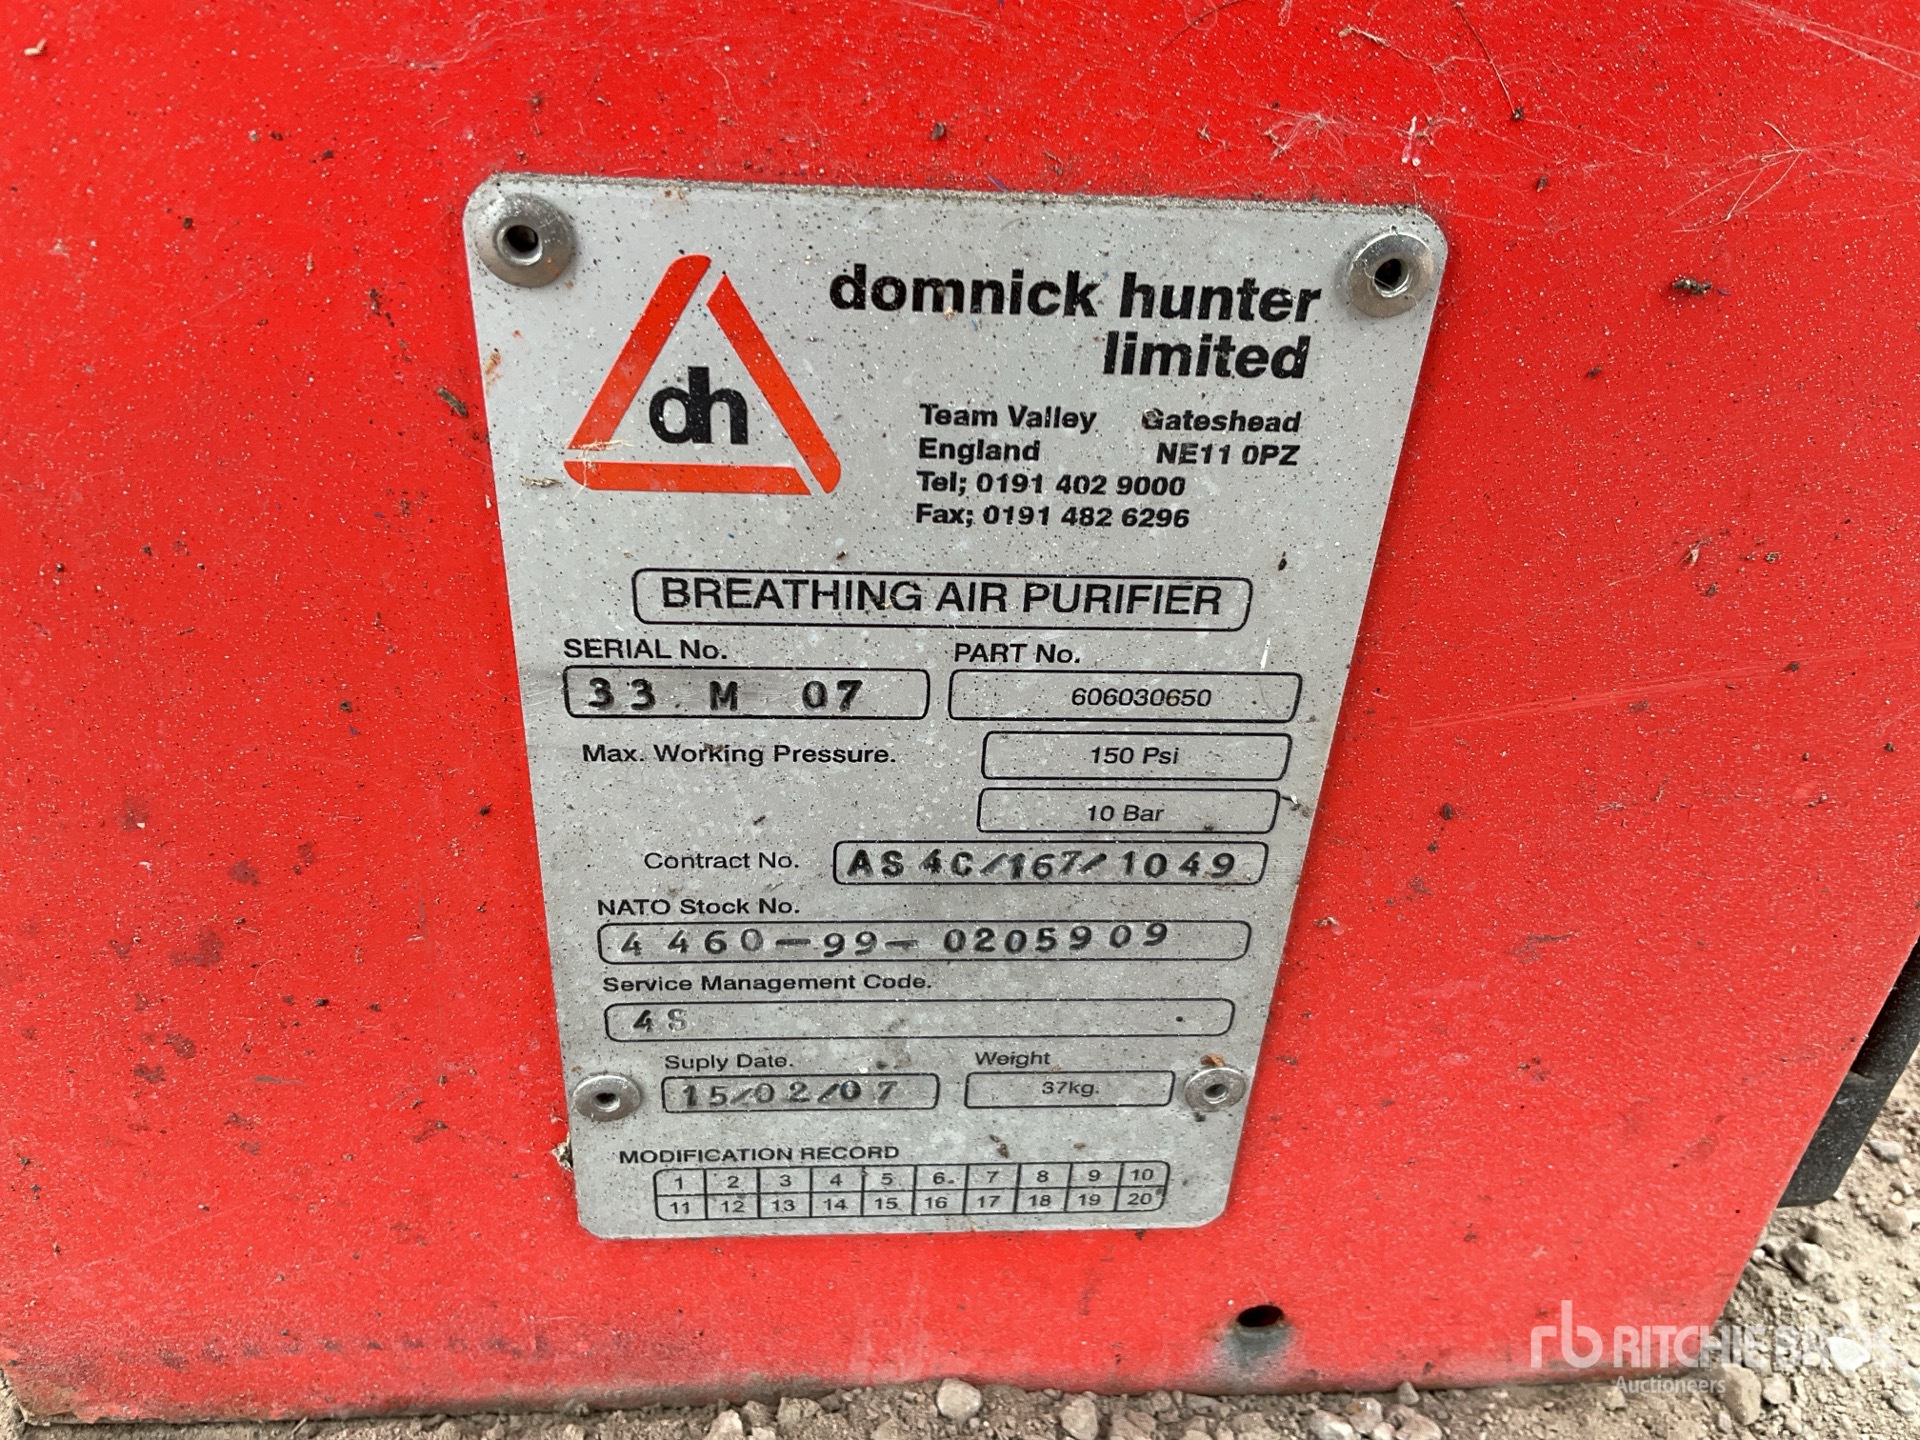 domnick hunter
limited
dh
Team Valley Gateshead
England NE11 0PZ
Tel; 0191 402 9000
Fax; 0191 482 6296
BREATHING AIR PURIFIER
SERIAL No. PART No.
33 M 07 606030650
Max. Working Pressure. 150 Psi
10 Bar
Contract No. AS4C/167/1049
NATO Stock No.
4460-99-0205909
Service Management Code.
4S
Suply Date. Weight
15/02/07 37kg.
MODIFICATION RECORD
1 2 3 4 5 6 7 8 9 10
11 12 13 14 15 16 17 18 19 20
rb RITCHIE BROS
Auctioneers